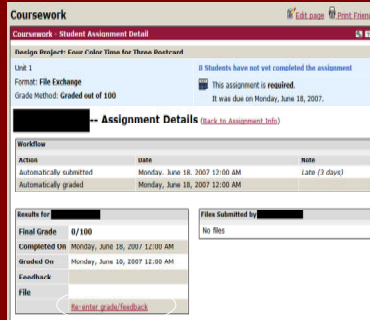 Coursework
Edit page Print Friend
Coursework - Student Assignment Detail
Design Project: Four Color Time for Three Postcard
Unit 1
Format: File Exchange
Grade Method: Graded out of 100
8 Students have not yet completed the assignment
This assignment is required.
It was due on Monday, June 18, 2007.
-- Assignment Details (Back to Assignment Info)
Workflow
Action Date Note
Automatically submitted Monday, June 18, 2007 12:00 AM Late (3 days)
Automatically graded Monday, June 18, 2007 12:00 AM
Results for
Final Grade 0/100
Completed On Monday, June 18, 2007 12:00 AM
Graded On Monday, June 18, 2007 12:00 AM
Feedback
File
Re-enter grade/feedback
Files Submitted by
No files